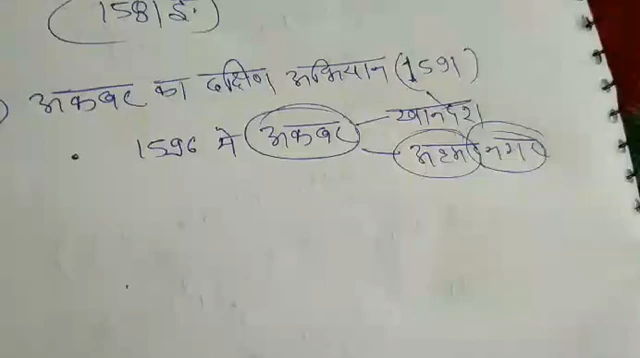 1581 ई.
अकबर का दक्षिण अभियान (1591)
खानदेश
1596 मे अकबर अहमदनगर